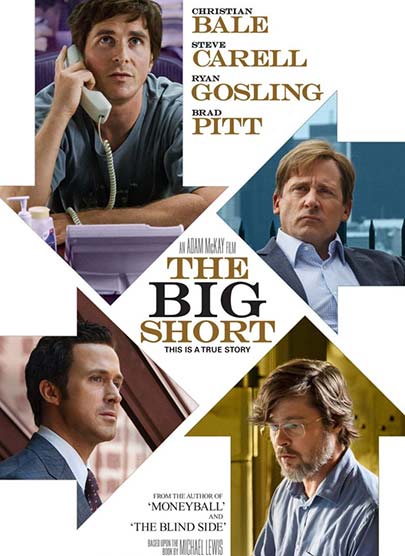 CHRISTIAN
BALE
STEVE
CARELL
RYAN
GOSLING
BRAD
PITT
AN ADAM McKAY FILM
THE
BIG
SHORT
THIS IS A TRUE STORY
FROM THE AUTHOR OF
'MONEYBALL'
AND
'THE BLIND SIDE'
BASED UPON THE
BOOK BY MICHAEL LEWIS